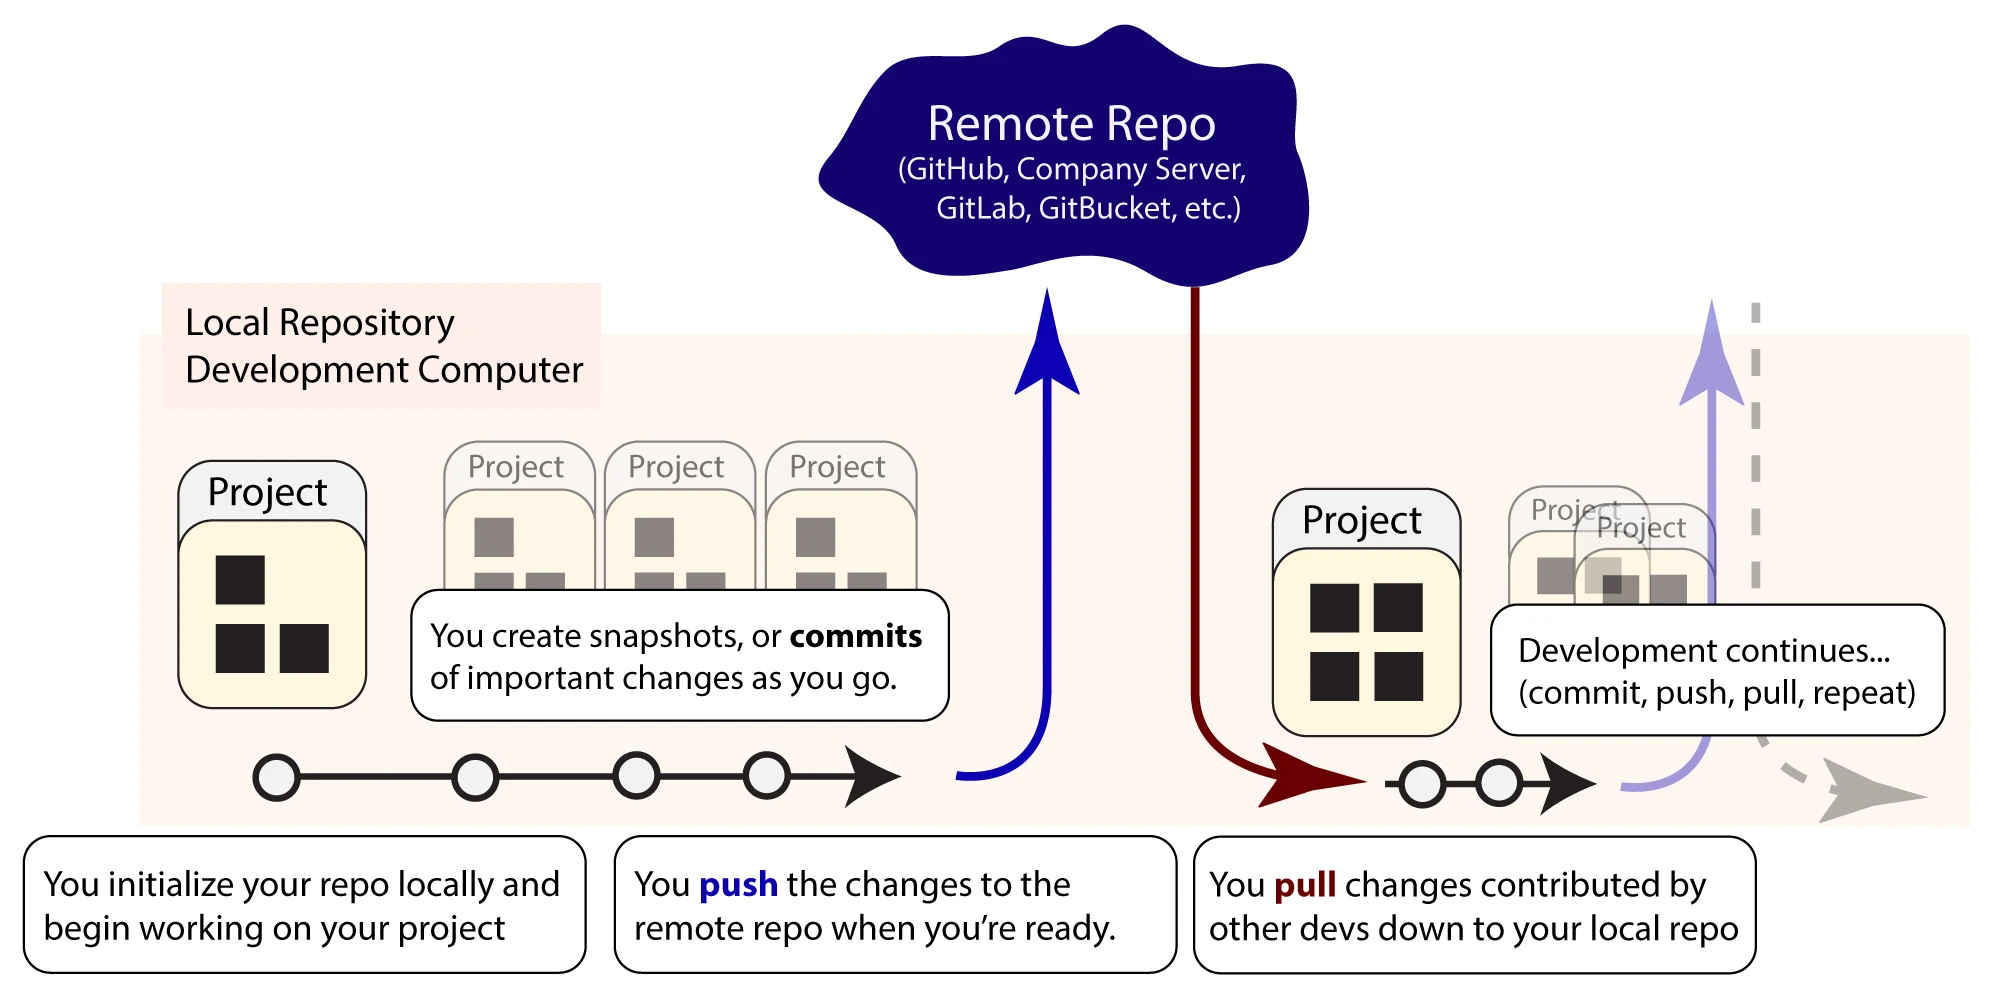 Remote Repo
(GitHub, Company Server,
GitLab, GitBucket, etc.)
Local Repository
Development Computer
Project
Project
Project
Project
You create snapshots, or commits
of important changes as you go.
Project
Project
Project
Development continues...
(commit, push, pull, repeat)
You initialize your repo locally and
begin working on your project
You push the changes to the
remote repo when you're ready.
You pull changes contributed by
other devs down to your local repo